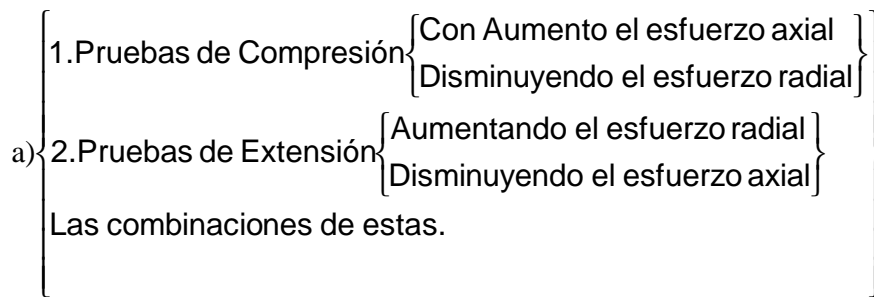 Con Aumento el esfuerzo axial
1.Pruebas de Compresión
Disminuyendo el esfuerzo radial
a)
Aumentando el esfuerzo radial
2.Pruebas de Extensión
Disminuyendo el esfuerzo axial
Las combinaciones de estas.